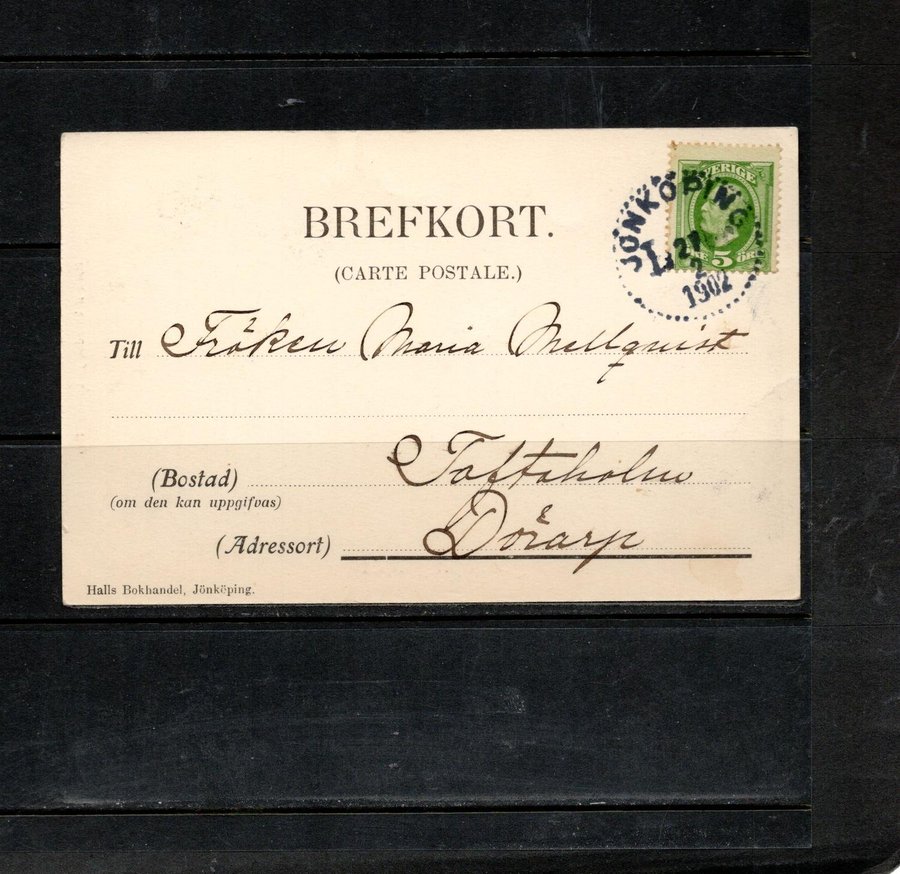 BREFKORT.
(CARTE POSTALE.)
SVERIGE
5 ÖRE
JÖNKÖPING
1902
Till Fröken Maria Mellquist
(Bostad) Toftaholm
(om den kan uppgifvas)
(Adressort) Dörarp
Halls Bokhandel, Jönköping.